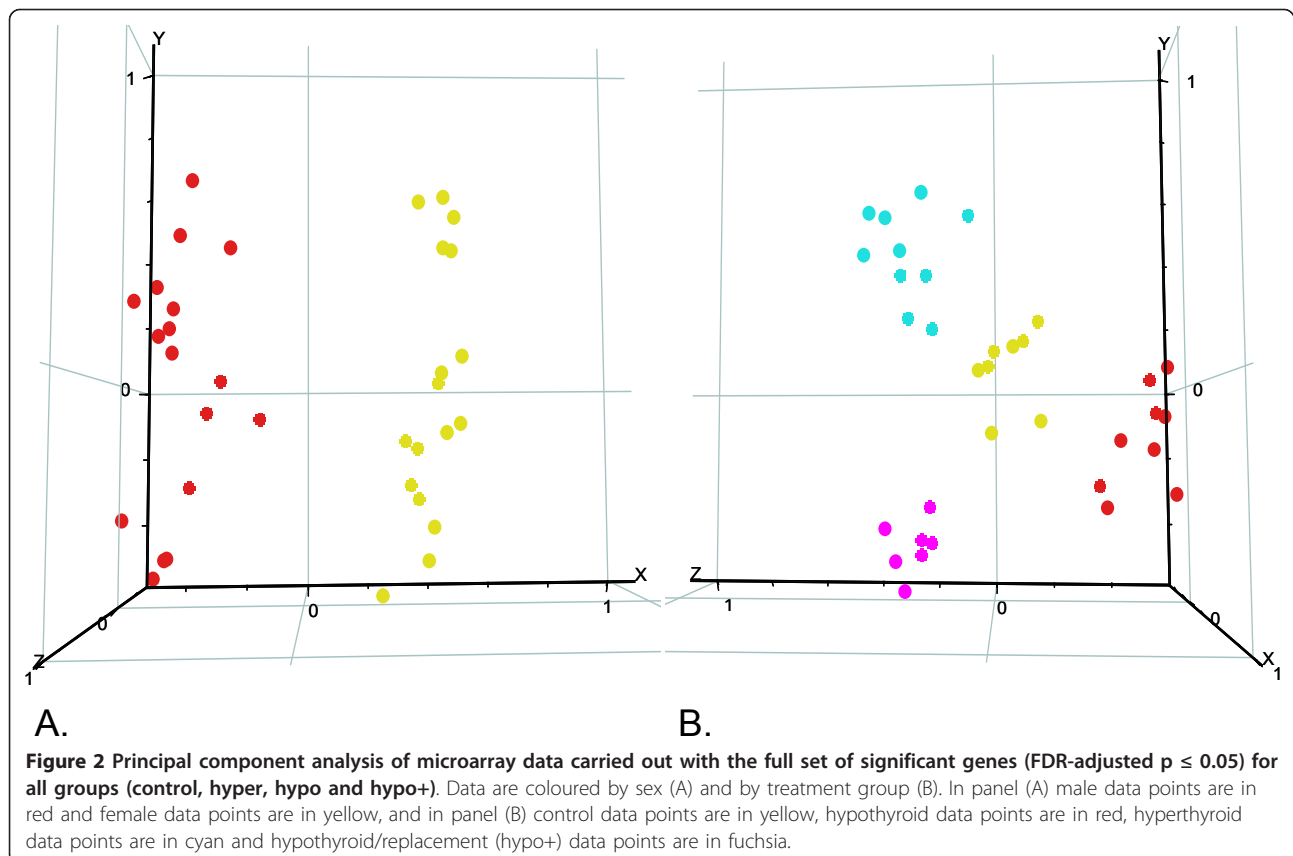 Y
Y
1
1
0
0
X
Z
0
1
1
0
0
0
Z
1
X
1
A.
B.
Figure 2 Principal component analysis of microarray data carried out with the full set of significant genes (FDR-adjusted p ≤ 0.05) for
all groups (control, hyper, hypo and hypo+). Data are coloured by sex (A) and by treatment group (B). In panel (A) male data points are in
red and female data points are in yellow, and in panel (B) control data points are in yellow, hypothyroid data points are in red, hyperthyroid
data points are in cyan and hypothyroid/replacement (hypo+) data points are in fuchsia.